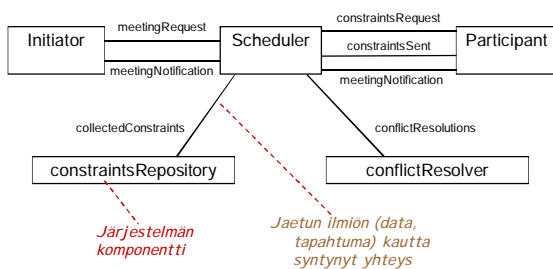 meetingRequest
constraintsRequest
Initiator
Scheduler
constraintsSent
Participant
meetingNotification
meetingNotification
collectedConstraints
conflictResolutions
constraintsRepository
conflictResolver
Järjestelmän
komponentti
Jaetun ilmiön (data,
tapahtuma) kautta
syntynyt yhteys